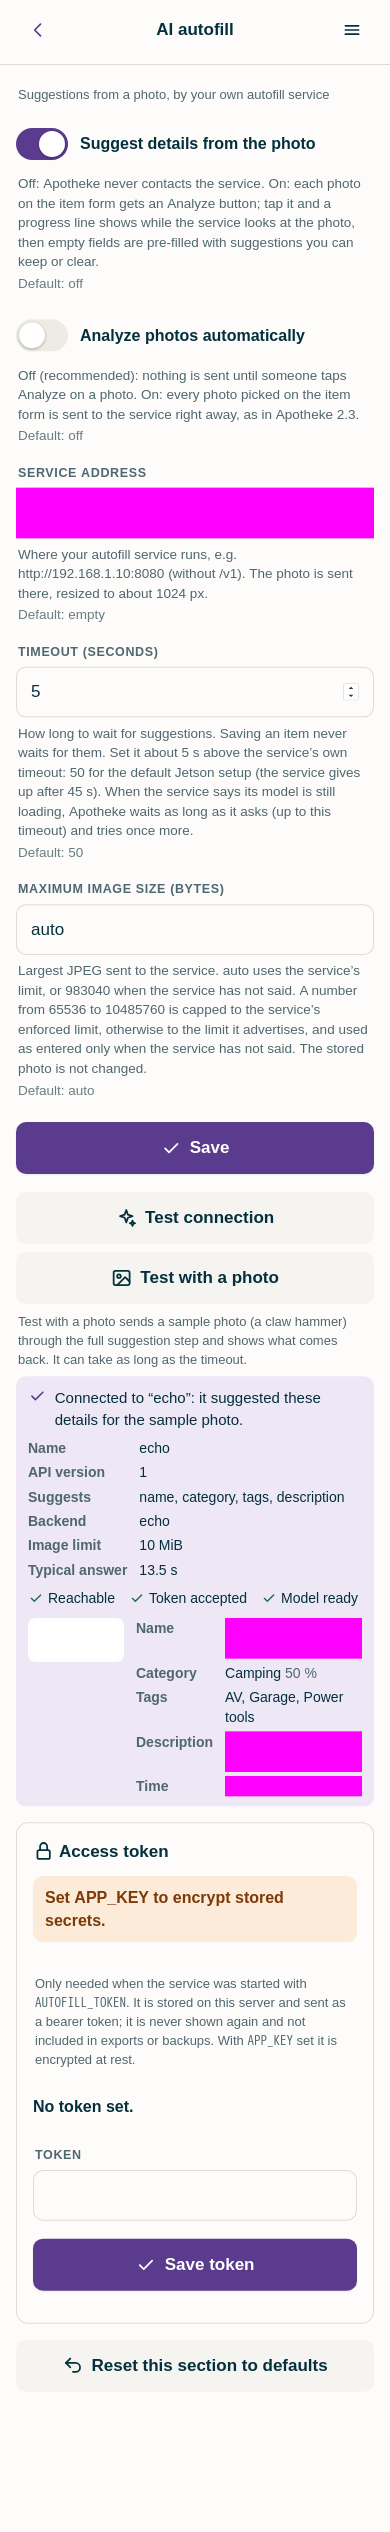 AI autofill
Suggestions from a photo, by your own autofill service
Suggest details from the photo
Off: Apotheke never contacts the service. On: each photo
on the item form gets an Analyze button; tap it and a
progress line shows while the service looks at the photo,
then empty fields are pre-filled with suggestions you can
keep or clear.
Default: off
Analyze photos automatically
Off (recommended): nothing is sent until someone taps
Analyze on a photo. On: every photo picked on the item
form is sent to the service right away, as in Apotheke 2.3.
Default: off
SERVICE ADDRESS
Where your autofill service runs, e.g.
http://192.168.1.10:8080 (without /v1). The photo is sent
there, resized to about 1024 px.
Default: empty
TIMEOUT (SECONDS)
5
How long to wait for suggestions. Saving an item never
waits for them. Set it about 5 s above the service's own
timeout: 50 for the default Jetson setup (the service gives
up after 45 s). When the service says its model is still
loading, Apotheke waits as long as it asks (up to this
timeout) and tries once more.
Default: 50
MAXIMUM IMAGE SIZE (BYTES)
auto
Largest JPEG sent to the service. auto uses the service's
limit, or 983040 when the service has not said. A number
from 65536 to 10485760 is capped to the service's
enforced limit, otherwise to the limit it advertises, and used
as entered only when the service has not said. The stored
photo is not changed.
Default: auto
Save
Test connection
Test with a photo
Test with a photo sends a sample photo (a claw hammer)
through the full suggestion step and shows what comes
back. It can take as long as the timeout.
Connected to “echo”: it suggested these
details for the sample photo.
Name echo
API version 1
Suggests name, category, tags, description
Backend echo
Image limit 10 MiB
Typical answer 13.5 s
Reachable Token accepted Model ready
Name
Category Camping 50 %
Tags AV, Garage, Power
tools
Description
Time
Access token
Set APP_KEY to encrypt stored
secrets.
Only needed when the service was started with
AUTOFILL_TOKEN. It is stored on this server and sent as
a bearer token; it is never shown again and not
included in exports or backups. With APP_KEY set it is
encrypted at rest.
No token set.
TOKEN
Save token
Reset this section to defaults